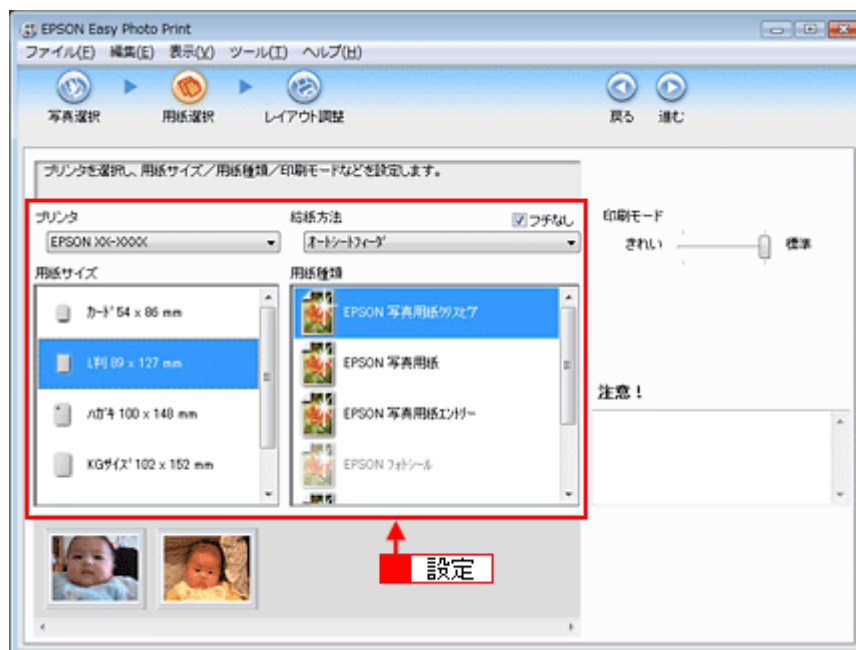 EPSON Easy Photo Print
ファイル(F) 編集(E) 表示(V) ツール(T) ヘルプ(H)
写真選択 用紙選択 レイアウト調整 戻る 進む
プリンタを選択し、用紙サイズ/用紙種類/印刷モードなどを設定します。
プリンタ 給紙方法 フチなし 印刷モード
EPSON XX-XXXX オートシートフィーダ きれい 標準
用紙サイズ 用紙種類
カード 54 x 86 mm EPSON 写真用紙クリスピア
L判 89 x 127 mm EPSON 写真用紙
注意!
ハガキ 100 x 148 mm EPSON 写真用紙エントリー
KGサイズ 102 x 152 mm EPSON フォトシール
設定